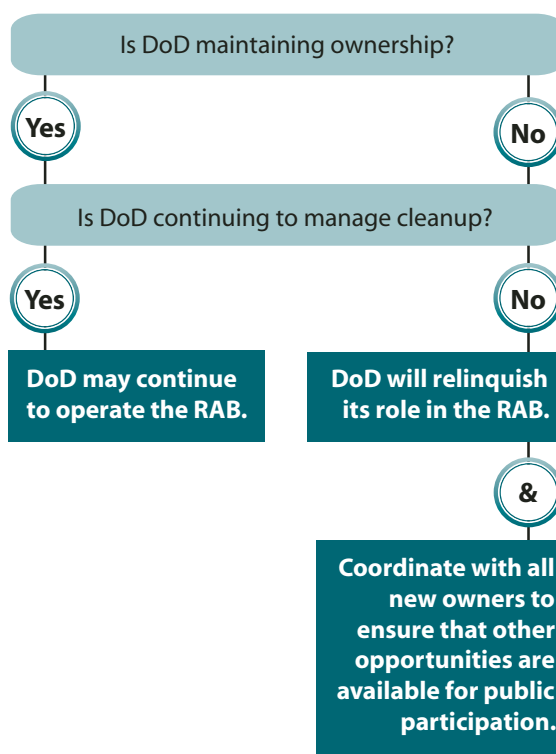 Is DoD maintaining ownership?
Yes
No
Is DoD continuing to manage cleanup?
Yes
No
DoD may continue
to operate the RAB.
DoD will relinquish
its role in the RAB.
&
Coordinate with all
new owners to
ensure that other
opportunities are
available for public
participation.